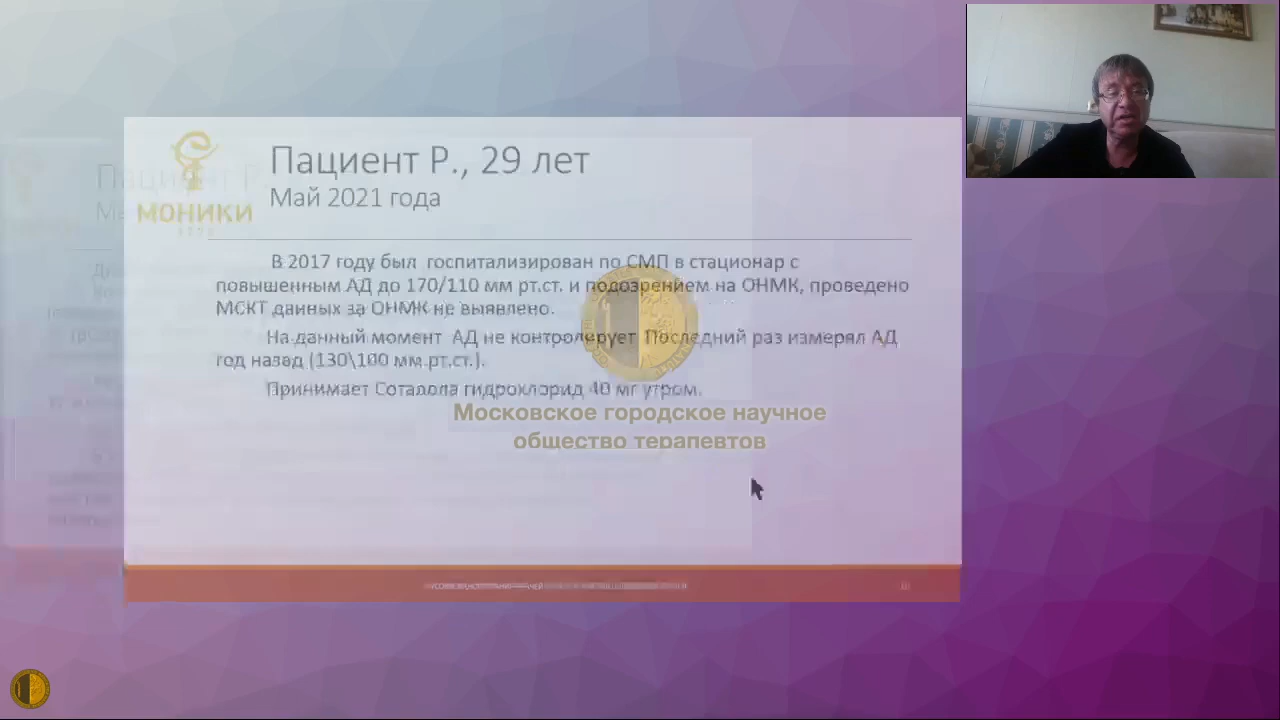 Пациент Р., 29 лет
Май 2021 года
МОНИКИ
В 2017 году был госпитализирован по СМП в стационар с
повышенным АД до 170/110 мм рт.ст. и подозрением на ОНМК, проведено
МСКТ данных за ОНМК не выявлено.
На данный момент АД не контролирует Последний раз измерял АД
год назад (130\100 мм.рт.ст.).
Принимает Соталола гидрохлорид 40 мг утром.
Московское городское научное
общество терапевтов